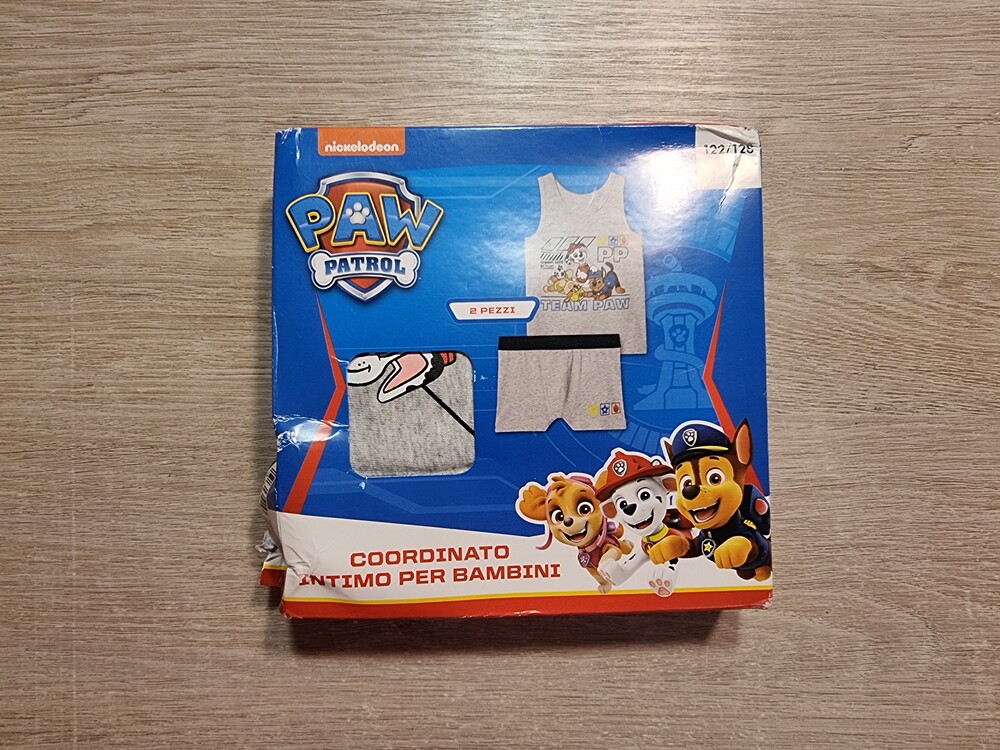 nickelodeon
122/128
PAW
PATROL
PP
TEAM PAW
2 PEZZI
COORDINATO
INTIMO PER BAMBINI